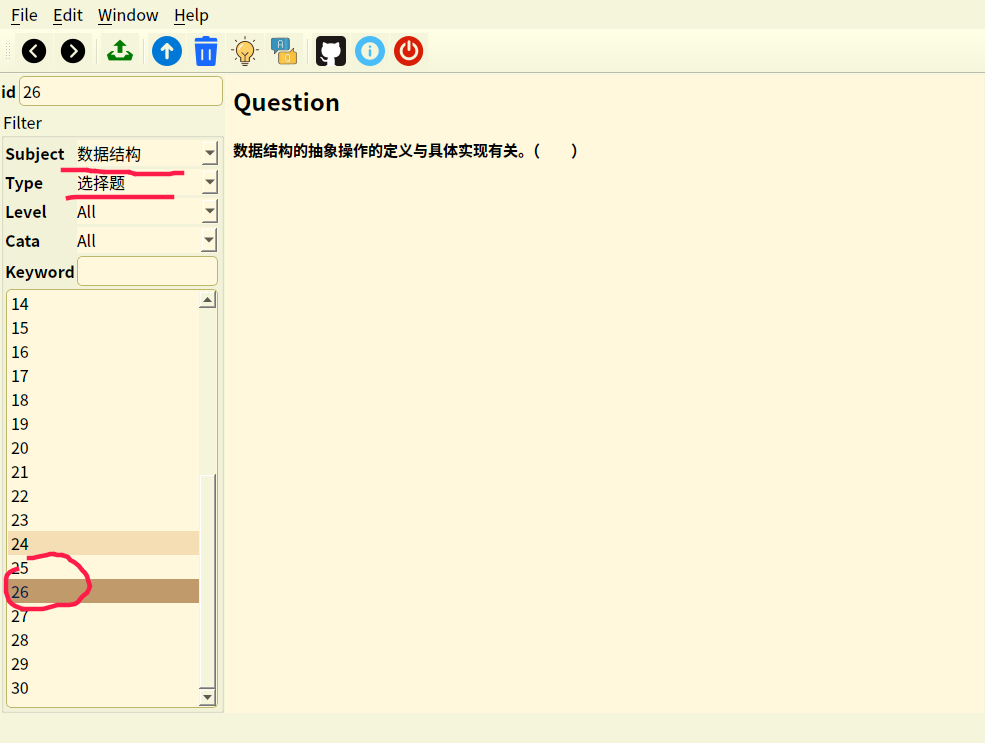 File Edit Window Help
id 26
Filter
Subject 数据结构
Type 选择题
Level All
Cata All
Keyword
14
15
16
17
18
19
20
21
22
23
24
25
26
27
28
29
30
Question
数据结构的抽象操作的定义与具体实现有关。(　　)